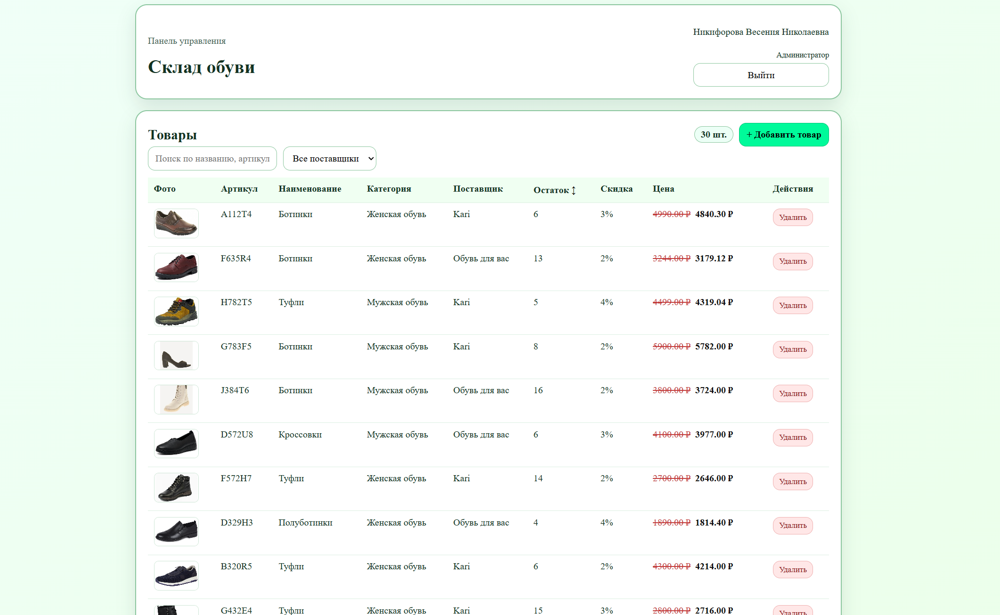 Панель управления
Склад обуви
Никифорова Весения Николаевна
Администратор
Выйти
Товары
30 шт.
+ Добавить товар
Поиск по названию, артикул
Все поставщики
Фото Артикул Наименование Категория Поставщик Остаток ↕ Скидка Цена Действия
A112T4 Ботинки Женская обувь Kari 6 3% 4990.00 ₽ 4840.30 ₽ Удалить
F635R4 Ботинки Женская обувь Обувь для вас 13 2% 3244.00 ₽ 3179.12 ₽ Удалить
H782T5 Туфли Мужская обувь Kari 5 4% 4499.00 ₽ 4319.04 ₽ Удалить
G783F5 Ботинки Мужская обувь Kari 8 2% 5900.00 ₽ 5782.00 ₽ Удалить
J384T6 Ботинки Мужская обувь Обувь для вас 16 2% 3800.00 ₽ 3724.00 ₽ Удалить
D572U8 Кроссовки Мужская обувь Обувь для вас 6 3% 4100.00 ₽ 3977.00 ₽ Удалить
F572H7 Туфли Женская обувь Kari 14 2% 2700.00 ₽ 2646.00 ₽ Удалить
D329H3 Полуботинки Женская обувь Обувь для вас 4 4% 1890.00 ₽ 1814.40 ₽ Удалить
B320R5 Туфли Женская обувь Kari 6 2% 4300.00 ₽ 4214.00 ₽ Удалить
G432E4 Туфли Женская обувь Kari 15 3% 2800.00 ₽ 2716.00 ₽ Удалить